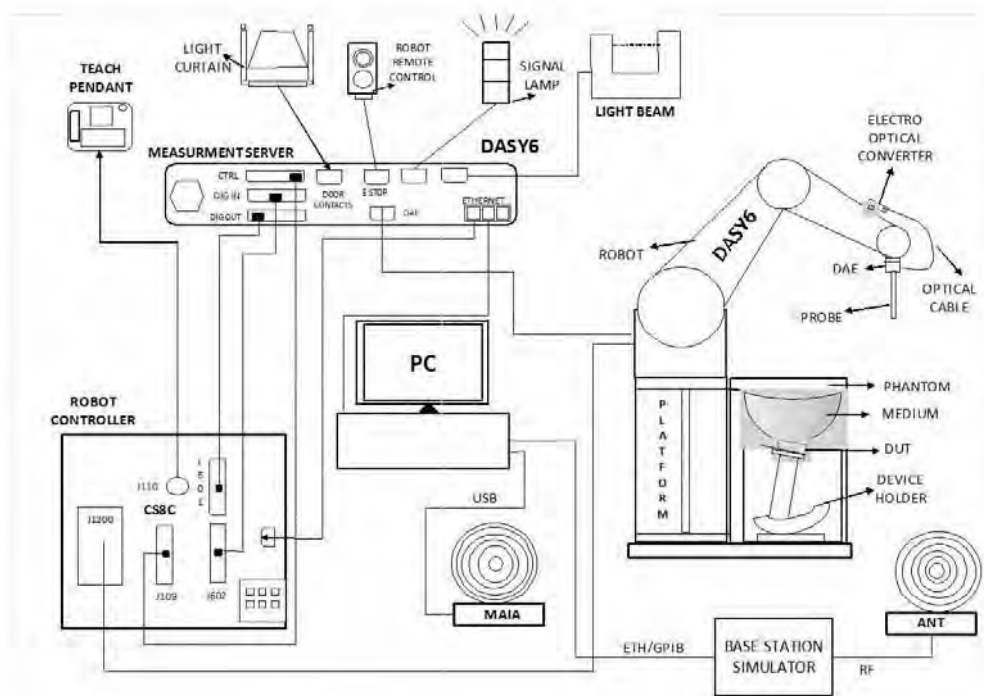 LIGHT
CURTAIN
ROBOT
REMOTE
CONTROL
SIGNAL
LAMP
LIGHT BEAM
TEACH
PENDANT
ELECTRO
OPTICAL
CONVERTER
MEASURMENT SERVER
DASY6
CTRL
DIG IN
DIG OUT
DOOR
CONTACTS
E STOP
DAE
ETHERNET
ROBOT
DASY6
DAE
OPTICAL
CABLE
PROBE
PC
ROBOT
CONTROLLER
PLATFORM
PHANTOM
MEDIUM
DUT
DEVICE
HOLDER
J110
CS8C
J1200
J109
J602
USB
MAIA
ETH/GPIB
BASE STATION
SIMULATOR
RF
ANT